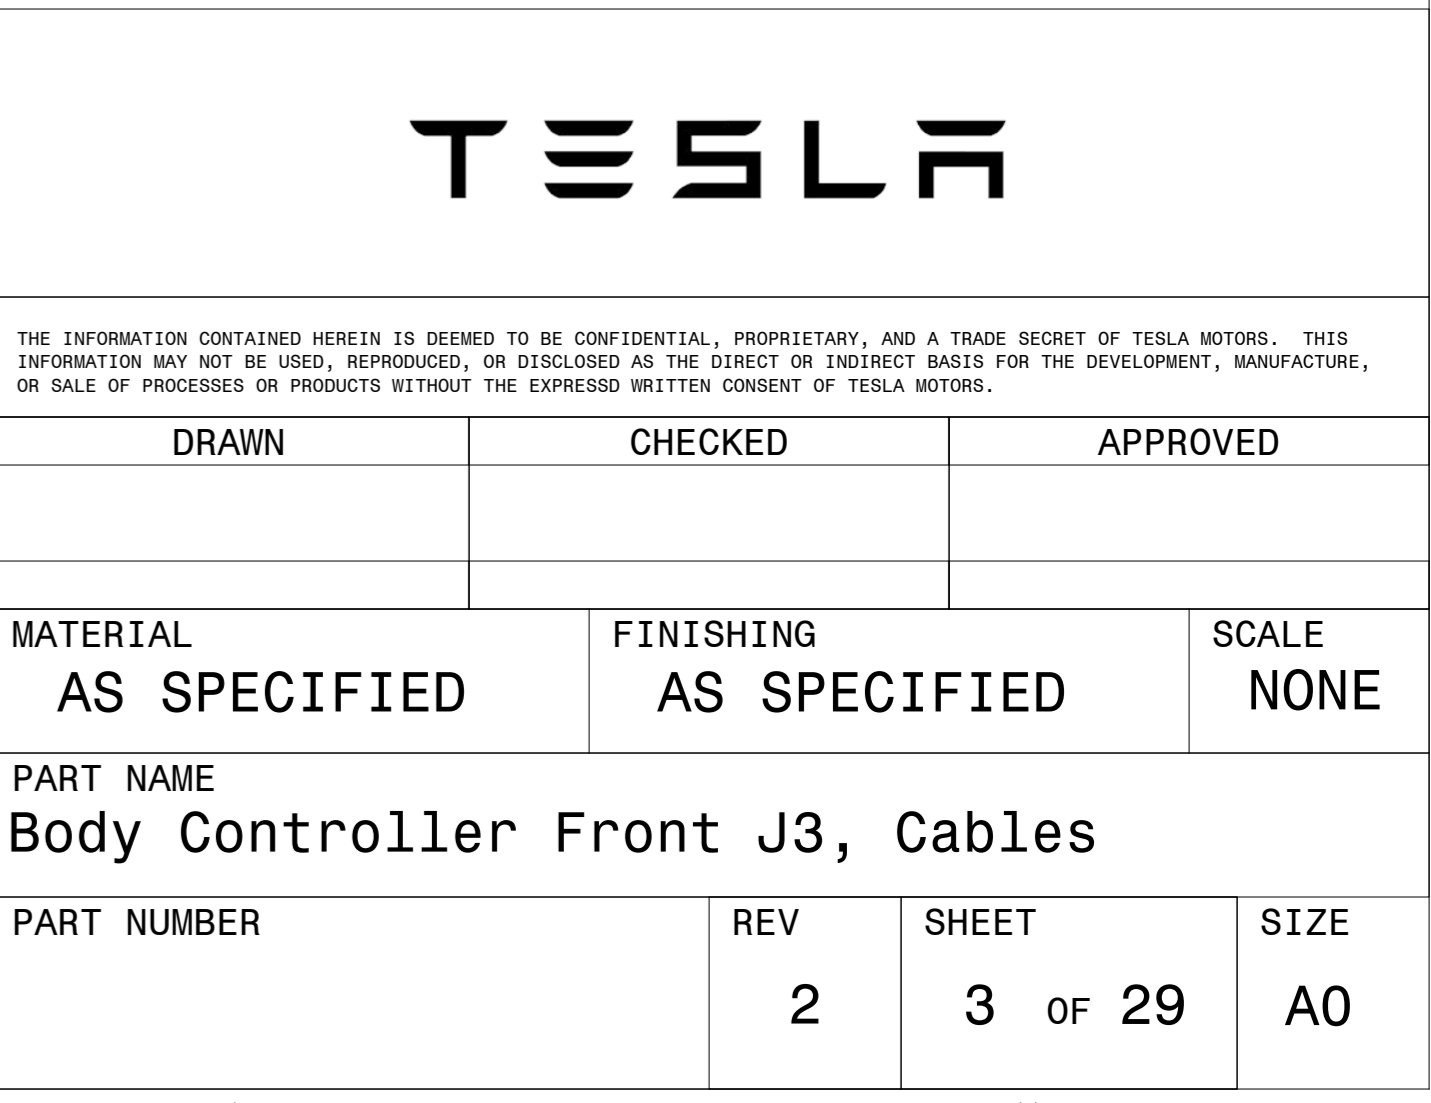 TESLA
THE INFORMATION CONTAINED HEREIN IS DEEMED TO BE CONFIDENTIAL, PROPRIETARY, AND A TRADE SECRET OF TESLA MOTORS.  THIS
INFORMATION MAY NOT BE USED, REPRODUCED, OR DISCLOSED AS THE DIRECT OR INDIRECT BASIS FOR THE DEVELOPMENT, MANUFACTURE,
OR SALE OF PROCESSES OR PRODUCTS WITHOUT THE EXPRESSD WRITTEN CONSENT OF TESLA MOTORS.
DRAWN CHECKED APPROVED
MATERIAL FINISHING SCALE
AS SPECIFIED AS SPECIFIED NONE
PART NAME
Body Controller Front J3, Cables
PART NUMBER REV SHEET SIZE
2 3 OF 29 A0